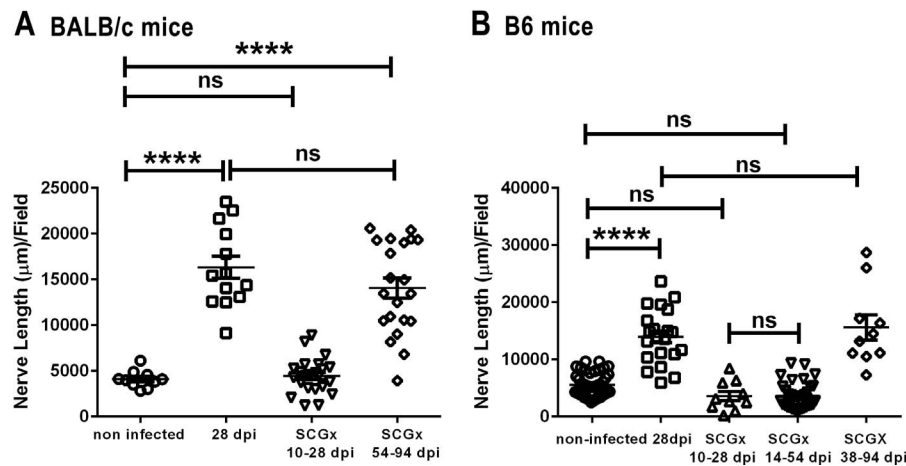 A BALB/c mice
****
ns
****
ns
Nerve Length (μm)/Field
25000
20000
15000
10000
5000
0
non infected
28 dpi
SCGx
10-28 dpi
SCGx
54-94 dpi
B B6 mice
ns
ns
ns
****
ns
Nerve Length (μm)/Field
40000
30000
20000
10000
0
non-infected
28dpi
SCGx
10-28 dpi
SCGx
14-54 dpi
SCGX
38-94 dpi